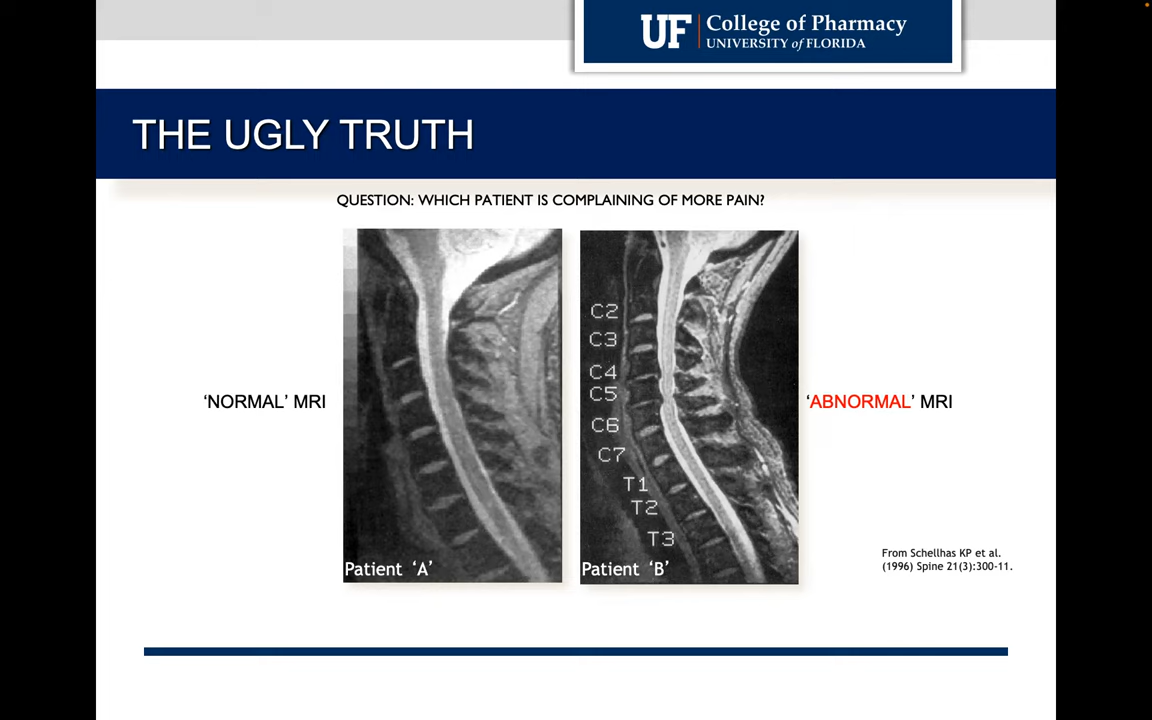 UF College of Pharmacy
UNIVERSITY of FLORIDA
THE UGLY TRUTH
QUESTION: WHICH PATIENT IS COMPLAINING OF MORE PAIN?
C2
C3
C4
C5
C6
C7
T1
T2
T3
‘NORMAL’ MRI
‘ABNORMAL’ MRI
Patient ‘A’
Patient ‘B’
From Schellhas KP et al.
(1996) Spine 21(3):300-11.